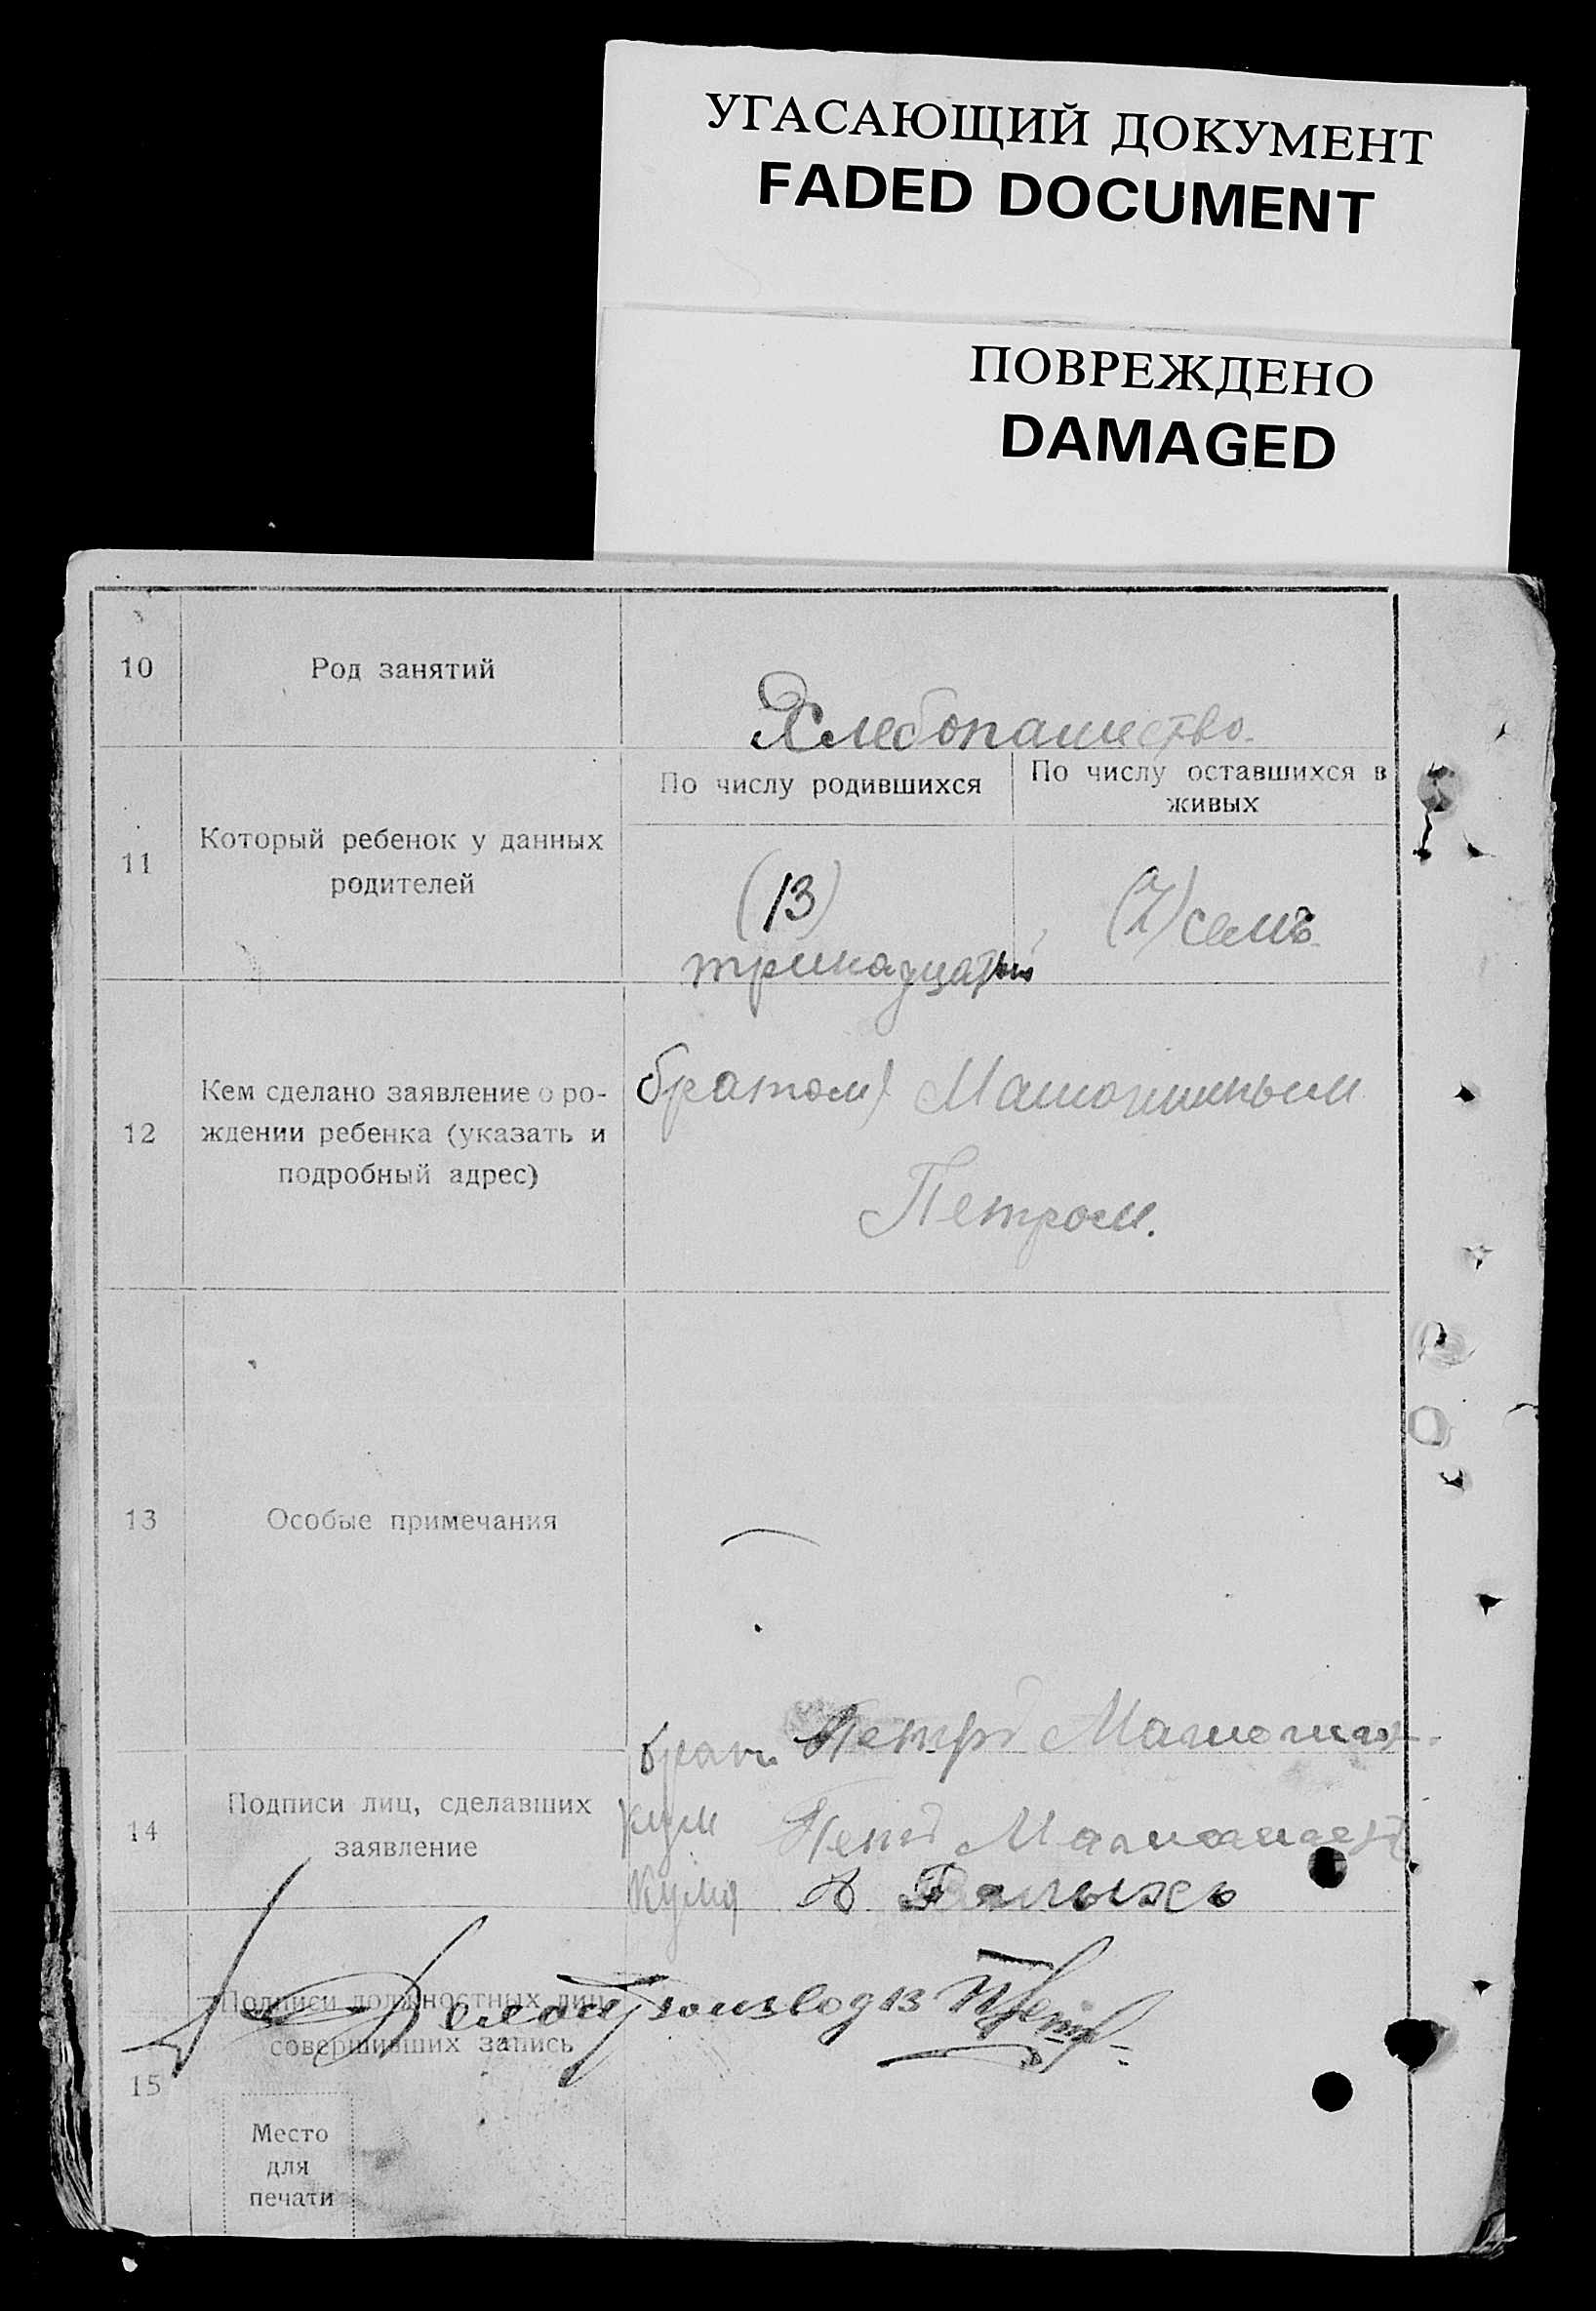 УГАСАЮЩИЙ ДОКУМЕНТ
FADED DOCUMENT
ПОВРЕЖДЕНО
DAMAGED
10
Род занятий
Хлебопашество.
11
Который ребенок у данных
родителей
По числу родившихся
(13)
тринадцатый
По числу оставшихся в
живых
(7) семь
12
Кем сделано заявление о ро-
ждении ребенка (указать и
подробный адрес)
братом
Петром.
13
Особые примечания
14
Подписи лиц, сделавших
заявление
брат Петр
кум
кума
15
Подписи должностных лиц,
совершивших запись
Делопроизвод
Место
для
печати